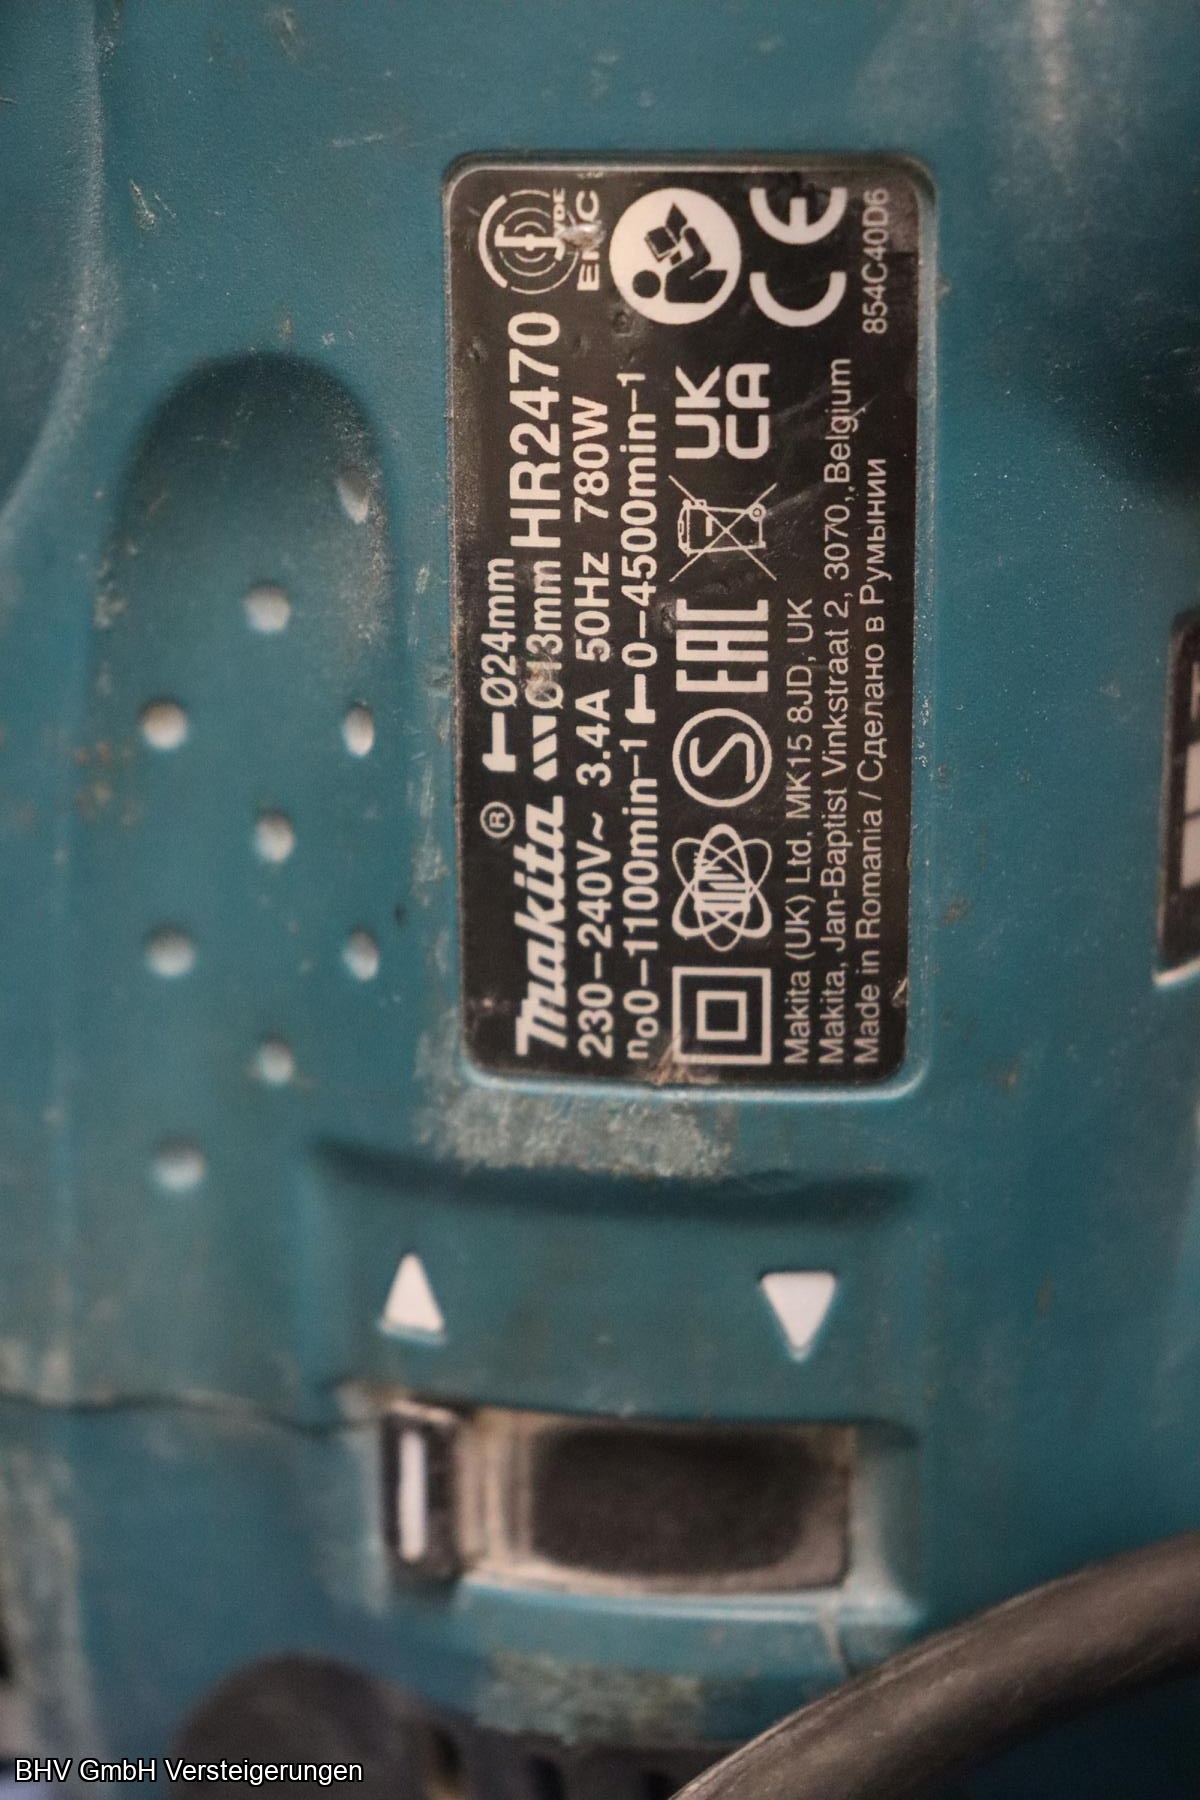 Makita® Ø24mm
Ø13mm HR2470
230–240V~ 3.4A 50Hz 780W
n₀0–1100min⁻¹ 0–4500min⁻¹
VDE
EMC
S EAC UK CA CE
Makita (UK) Ltd. MK15 8JD, UK
Makita, Jan-Baptist Vinkstraat 2, 3070, Belgium
Made in Romania / Сделано в Румынии 854C40D6
BHV GmbH Versteigerungen